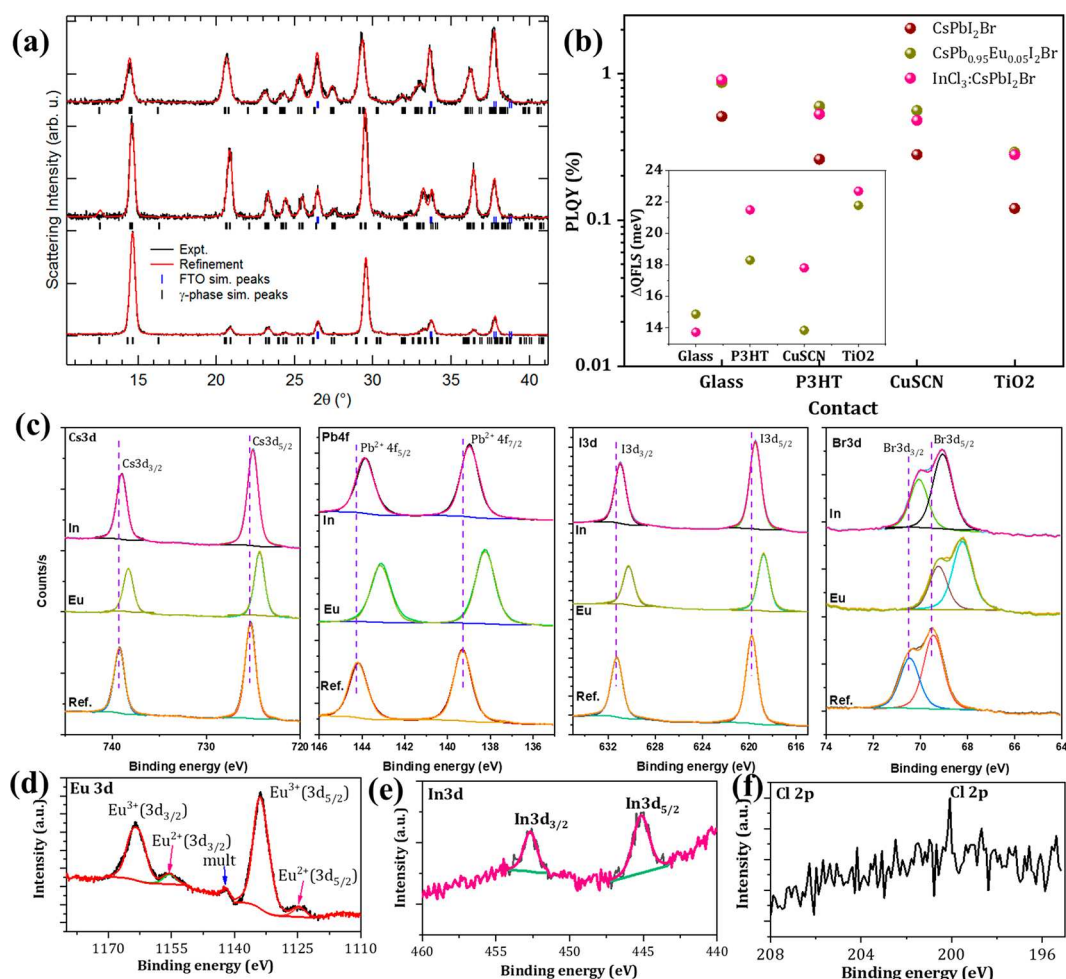 (a)
Scattering Intensity (arb. u.)
Expt.
Refinement
FTO sim. peaks
γ-phase sim. peaks
15 20 25 30 35 40
2θ (°)
(b)
CsPbI₂Br
CsPb₀.₉₅Eu₀.₀₅I₂Br
InCl₃:CsPbI₂Br
PLQY (%)
1
0.1
0.01
ΔQFLS (meV)
24
22
20
18
16
14
Glass P3HT CuSCN TiO2
Glass P3HT CuSCN TiO2
Contact
(c)
Counts/s
Cs3d
Cs3d₃/₂
Cs3d₅/₂
In
Eu
Ref.
740 730 720
Binding energy (eV)
Pb4f
Pb²⁺ 4f₅/₂
Pb²⁺ 4f₇/₂
In
Eu
Ref.
146 144 142 140 139 136 135
Binding energy (eV)
I3d
I3d₃/₂
I3d₅/₂
In
Eu
Ref.
632 628 624 620 616
Binding energy (eV)
Br3d
Br3d₃/₂
Br3d₅/₂
In
Eu
Ref.
74 72 70 68 66 64
Binding energy (eV)
(d)
Eu 3d
Eu³⁺(3d₃/₂)
Eu²⁺(3d₃/₂)
mult
Eu³⁺(3d₅/₂)
Eu²⁺(3d₅/₂)
Intensity (a.u.)
1170 1155 1140 1125 1110
Binding energy (eV)
(e)
In3d
In3d₃/₂
In3d₅/₂
Intensity (a.u.)
460 455 450 445 440
Binding energy (eV)
(f)
Cl 2p
Cl 2p
Intensity (a.u.)
208 204 200 196
Binding energy (eV)